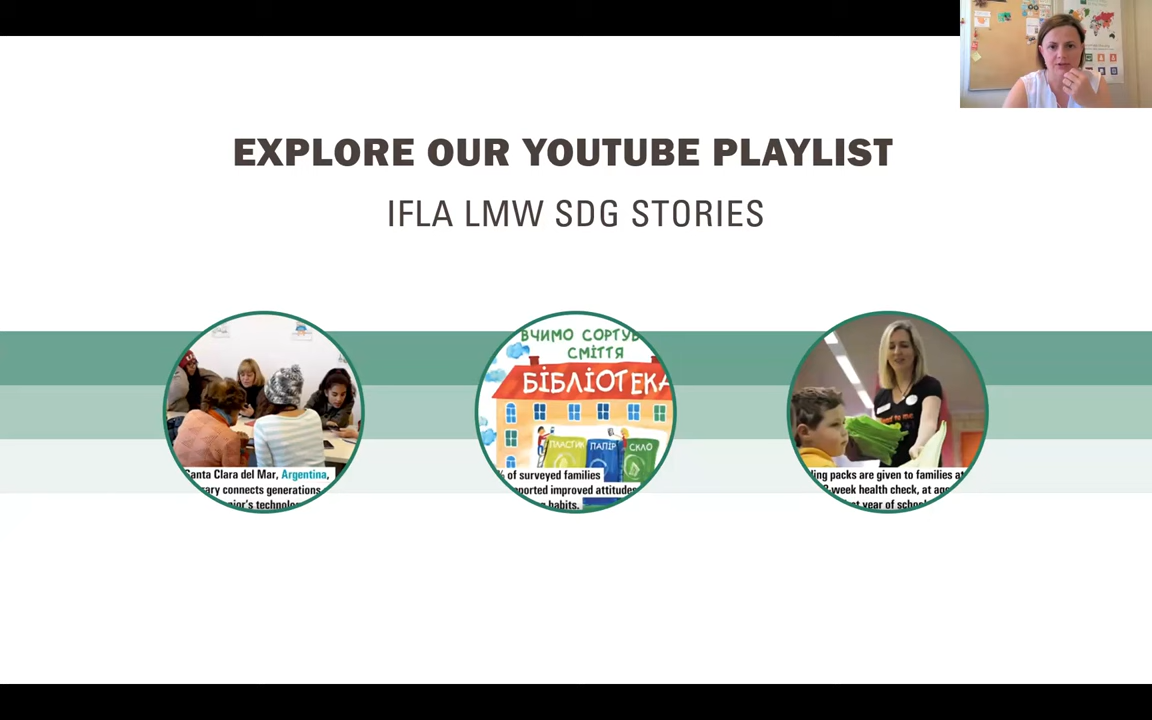 EXPLORE OUR YOUTUBE PLAYLIST
IFLA LMW SDG STORIES
Santa Clara del Mar, Argentina,
connects generations
technolo
ВЧИМО СОРТУВ
СМІТТЯ
БІБЛІОТЕКА
ПЛАСТИК
ПАПІР
СКЛО
of surveyed families
improved attitudes
habits.
packs are given to families at
week health check, at age
year of school